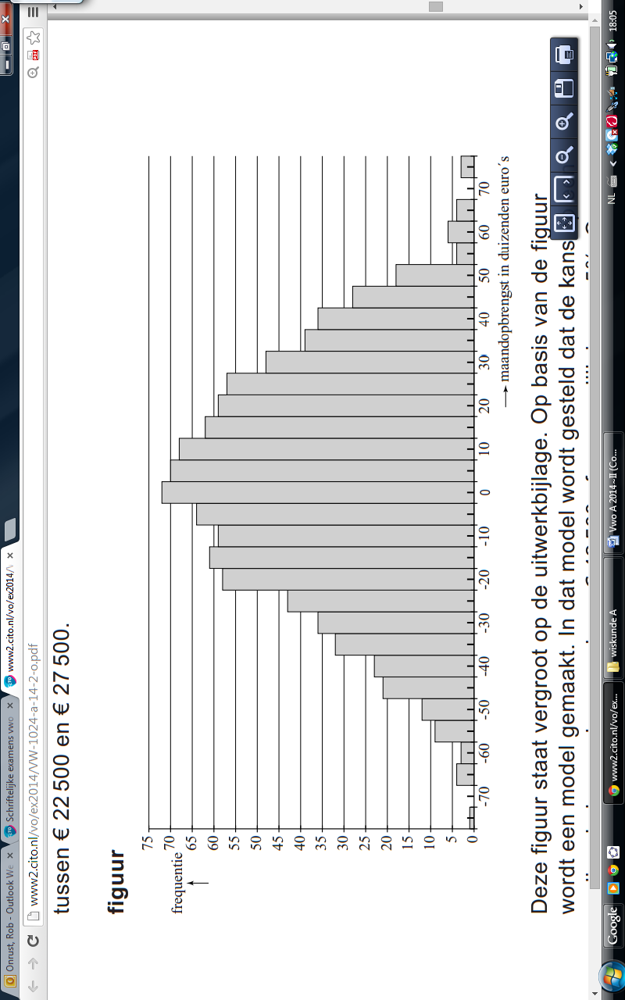 Onrust, Rob - Outlook We
Schriftelijke examens vwo
www2.cito.nl/vo/ex2014/
www2.cito.nl/vo/ex2014/VW-1024-a-14-2-o.pdf
tussen € 22 500 en € 27 500.
figuur
frequentie
75
70
65
60
55
50
45
40
35
30
25
20
15
10
5
0
-70 -60 -50 -40 -30 -20 -10 0 10 20 30 40 50 60 70
maandopbrengst in duizenden euro´s
Deze figuur staat vergroot op de uitwerkbijlage. Op basis van de figuur
wordt een model gemaakt. In dat model wordt gesteld dat de kans
Google
www2.cito.nl/vo/ex...
wiskunde A
Vwo A 2014~II (Co...
NL
18:05